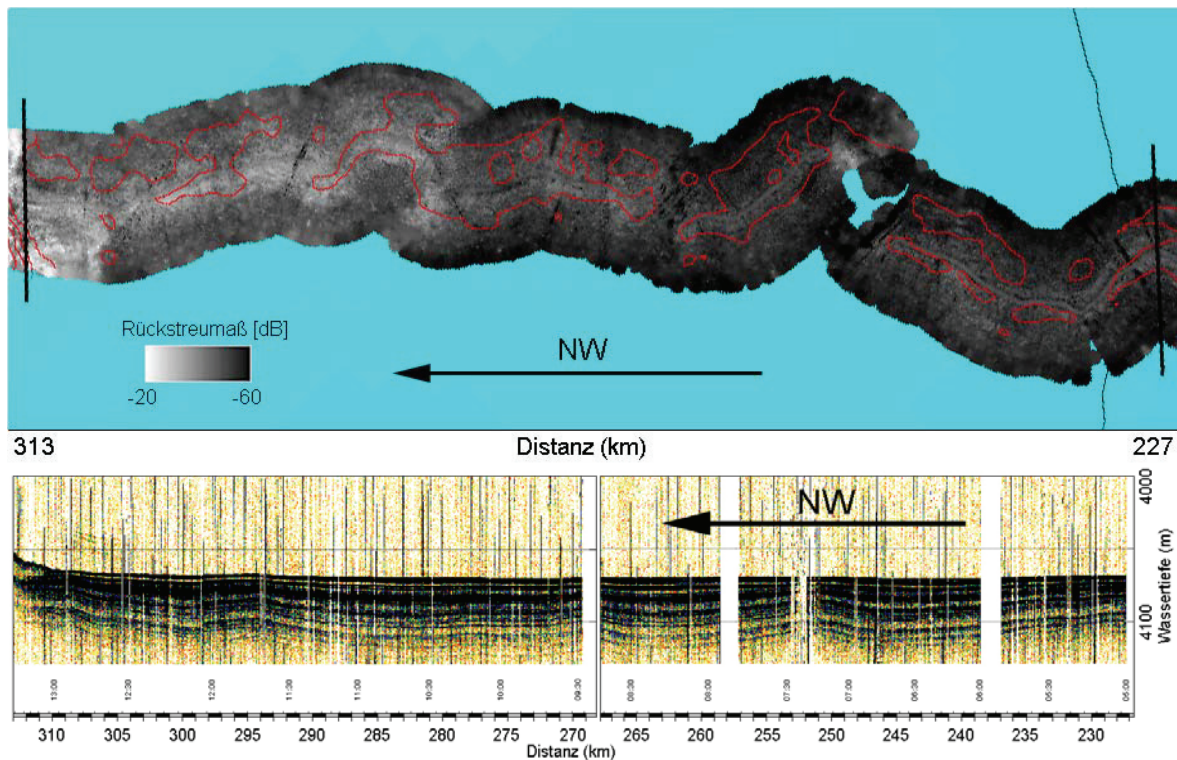 Rückstreumaß [dB]
-20 -60
NW
313 Distanz (km) 227
NW
4000
4100
Wassertiefe (m)
13:00 12:30 12:00 11:30 11:00 10:30 10:00 09:30 08:30 08:00 07:30 07:00 06:30 06:00 05:30 05:00
310 305 300 295 290 285 280 275 270 265 260 255 250 245 240 235 230
Distanz (km)